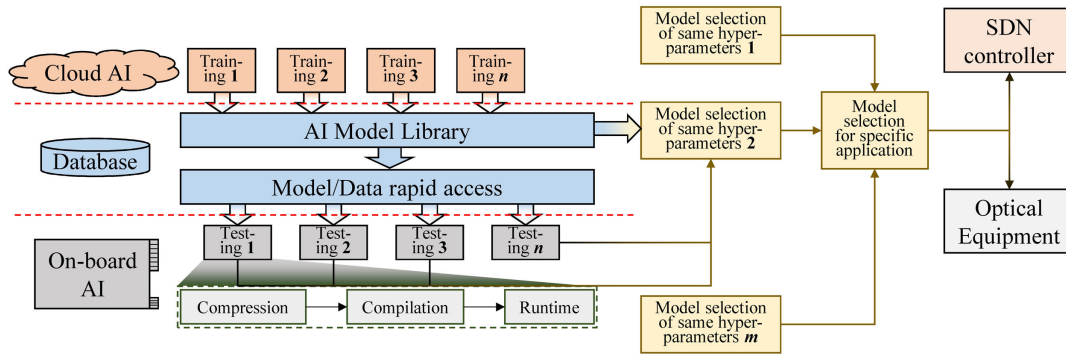 Cloud AI
Train-
ing 1
Train-
ing 2
Train-
ing 3
Train-
ing n
AI Model Library
Database
Model/Data rapid access
On-board
AI
Test-
ing 1
Test-
ing 2
Test-
ing 3
Test-
ing n
Compression
Compilation
Runtime
Model selection
of same hyper-
parameters 1
Model selection
of same hyper-
parameters 2
Model selection
of same hyper-
parameters m
Model
selection
for specific
application
SDN
controller
Optical
Equipment